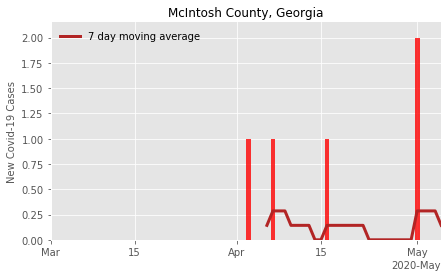 McIntosh County, Georgia
7 day moving average
New Covid-19 Cases
2.00
1.75
1.50
1.25
1.00
0.75
0.50
0.25
0.00
Mar
15
Apr
15
May
2020-May